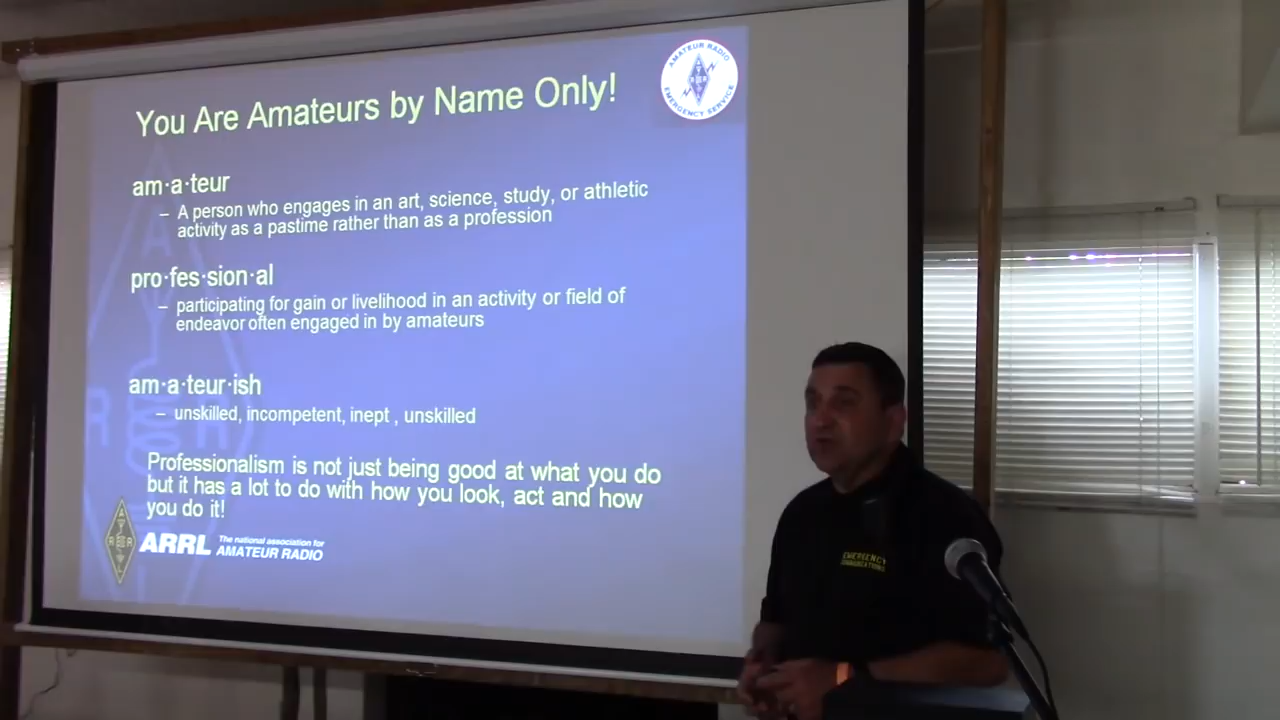 You Are Amateurs by Name Only!
AMATEUR RADIO
EMERGENCY SERVICE
am·a·teur
– A person who engages in an art, science, study, or athletic
activity as a pastime rather than as a profession
pro·fes·sion·al
– participating for gain or livelihood in an activity or field of
endeavor often engaged in by amateurs
am·a·teur·ish
– unskilled, incompetent, inept , unskilled
Professionalism is not just being good at what you do
but it has a lot to do with how you look, act and how
you do it!
ARRL The national association for
AMATEUR RADIO
EMERGENCY
COMMUNICATIONS